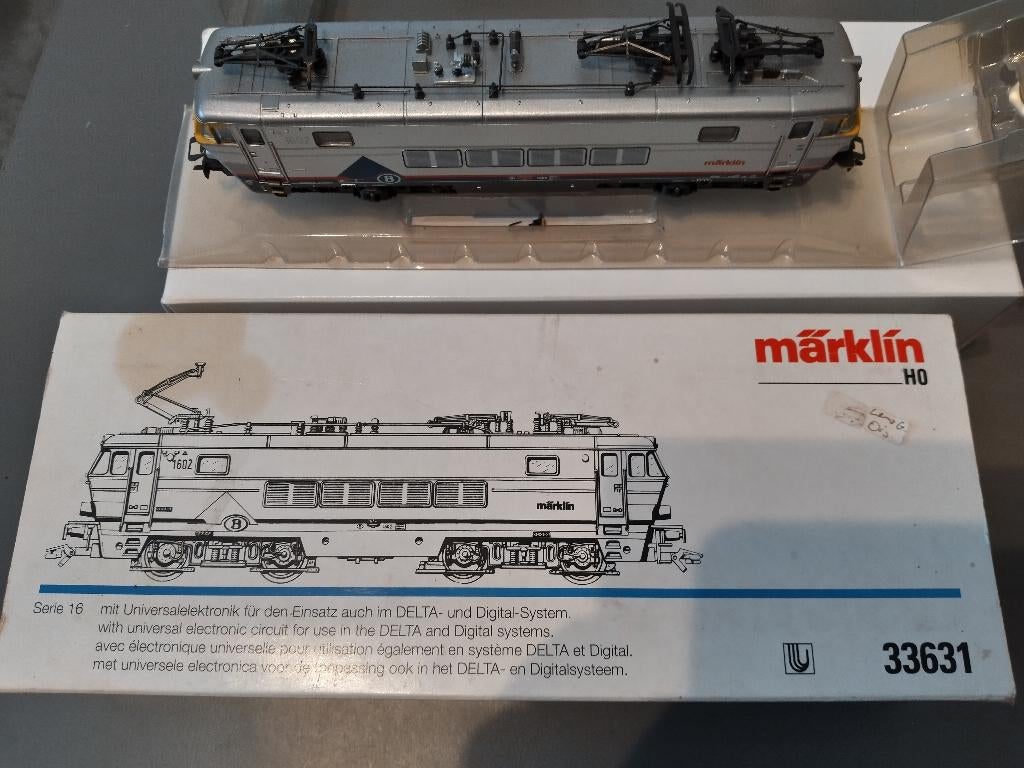 1602
B
märklin
märklin
H0
1602
B
märklin
Serie 16 mit Universalelektronik für den Einsatz auch im DELTA- und Digital-System.
with universal electronic circuit for use in the DELTA and Digital systems.
avec électronique universelle pour utilisation également en système DELTA et Digital.
met universele electronica voor de toepassing ook in het DELTA- en Digitalsysteem.
33631